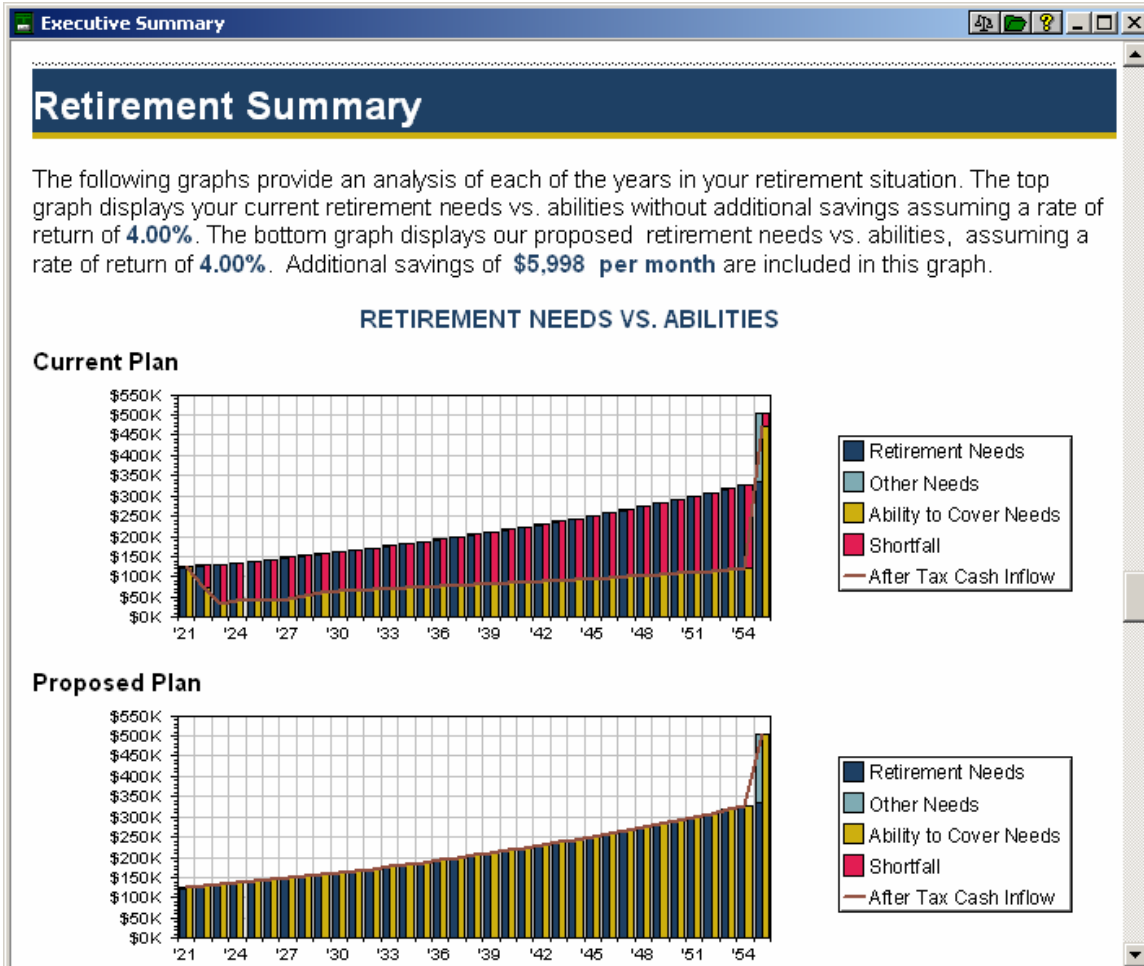 Executive Summary
Retirement Summary
The following graphs provide an analysis of each of the years in your retirement situation. The top
graph displays your current retirement needs vs. abilities without additional savings assuming a rate of
return of 4.00%. The bottom graph displays our proposed retirement needs vs. abilities, assuming a
rate of return of 4.00%. Additional savings of $5,998 per month are included in this graph.
RETIREMENT NEEDS VS. ABILITIES
Current Plan
$550K
$500K
$450K
$400K
$350K
$300K
$250K
$200K
$150K
$100K
$50K
$0K
'21 '24 '27 '30 '33 '36 '39 '42 '45 '48 '51 '54
Retirement Needs
Other Needs
Ability to Cover Needs
Shortfall
After Tax Cash Inflow
Proposed Plan
$550K
$500K
$450K
$400K
$350K
$300K
$250K
$200K
$150K
$100K
$50K
$0K
'21 '24 '27 '30 '33 '36 '39 '42 '45 '48 '51 '54
Retirement Needs
Other Needs
Ability to Cover Needs
Shortfall
After Tax Cash Inflow